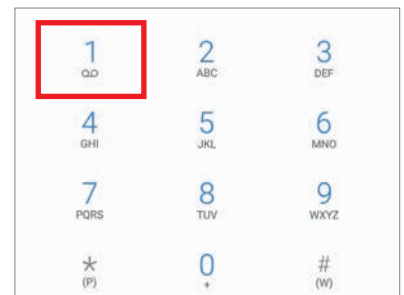 1 2 3
ABC DEF
4 5 6
GHI JKL MNO
7 8 9
PQRS TUV WXYZ
* 0 #
(P) + (W)